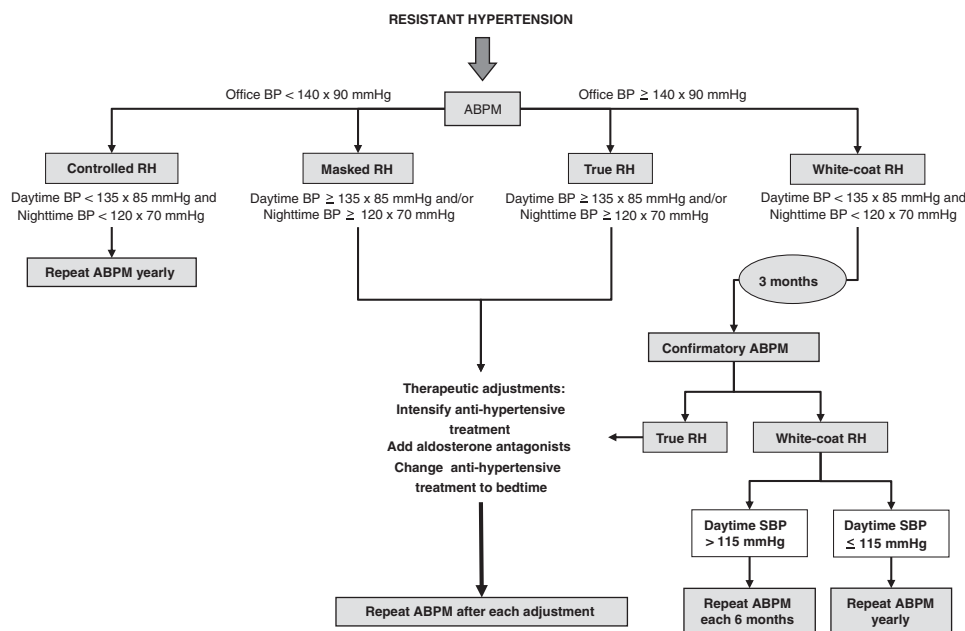 RESISTANT HYPERTENSION
Office BP < 140 x 90 mmHg
ABPM
Office BP ≥ 140 x 90 mmHg
Controlled RH
Masked RH
True RH
White-coat RH
Daytime BP < 135 x 85 mmHg and
Nighttime BP < 120 x 70 mmHg
Daytime BP ≥ 135 x 85 mmHg and/or
Nighttime BP ≥ 120 x 70 mmHg
Daytime BP ≥ 135 x 85 mmHg and/or
Nighttime BP ≥ 120 x 70 mmHg
Daytime BP < 135 x 85 mmHg and
Nighttime BP < 120 x 70 mmHg
Repeat ABPM yearly
3 months
Confirmatory ABPM
Therapeutic adjustments:
Intensify anti-hypertensive
treatment
Add aldosterone antagonists
Change anti-hypertensive
treatment to bedtime
True RH
White-coat RH
Daytime SBP
> 115 mmHg
Daytime SBP
≤ 115 mmHg
Repeat ABPM after each adjustment
Repeat ABPM
each 6 months
Repeat ABPM
yearly